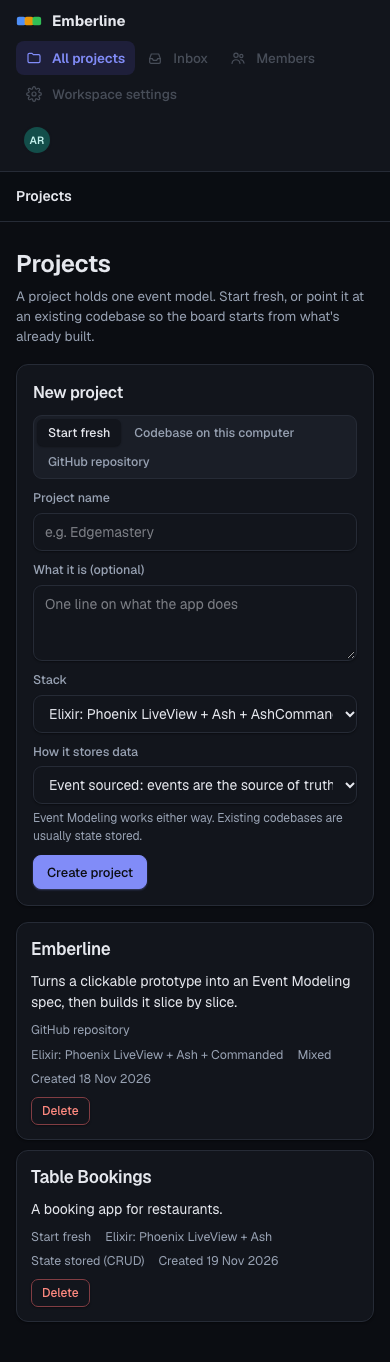 Emberline
All projects Inbox Members
Workspace settings
AR
Projects
Projects
A project holds one event model. Start fresh, or point it at
an existing codebase so the board starts from what's
already built.
New project
Start fresh Codebase on this computer
GitHub repository
Project name
e.g. Edgemastery
What it is (optional)
One line on what the app does
Stack
Elixir: Phoenix LiveView + Ash + AshComman
How it stores data
Event sourced: events are the source of truth
Event Modeling works either way. Existing codebases are
usually state stored.
Create project
Emberline
Turns a clickable prototype into an Event Modeling
spec, then builds it slice by slice.
GitHub repository
Elixir: Phoenix LiveView + Ash + Commanded Mixed
Created 18 Nov 2026
Delete
Table Bookings
A booking app for restaurants.
Start fresh Elixir: Phoenix LiveView + Ash
State stored (CRUD) Created 19 Nov 2026
Delete